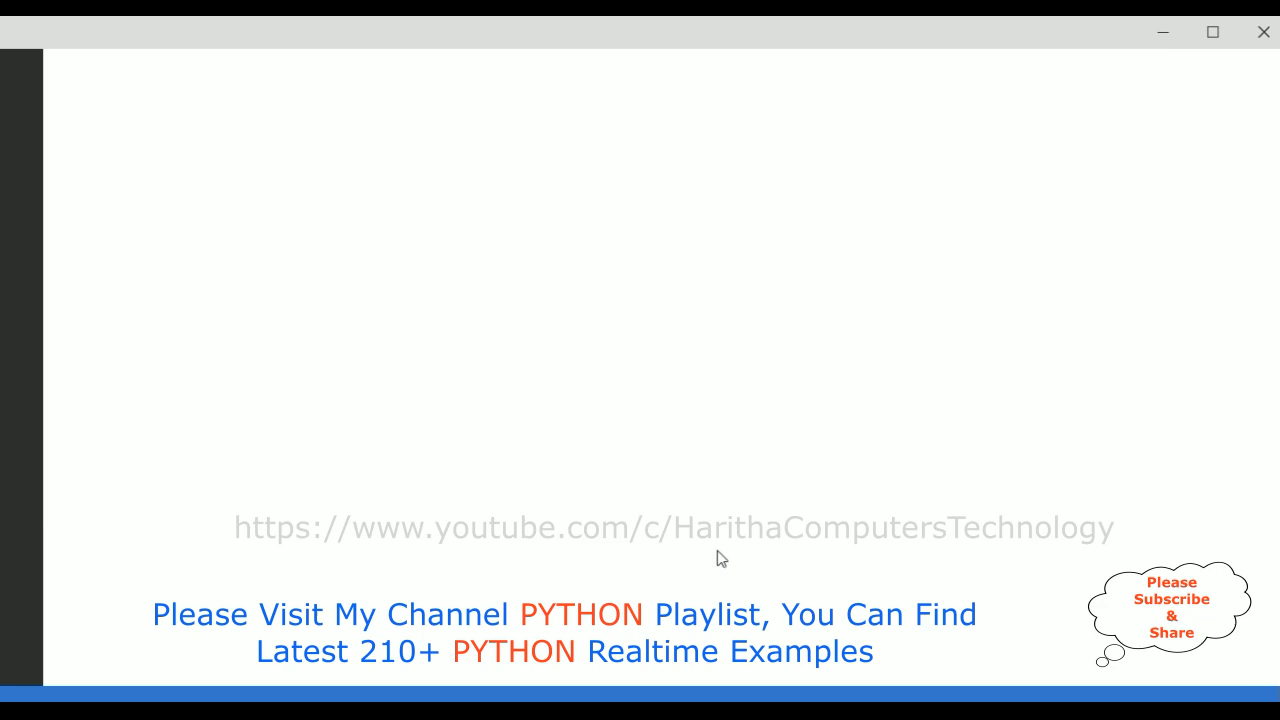 https://www.youtube.com/c/HarithaComputersTechnology
Please Visit My Channel PYTHON Playlist, You Can Find
Latest 210+ PYTHON Realtime Examples
Please
Subscribe
&
Share